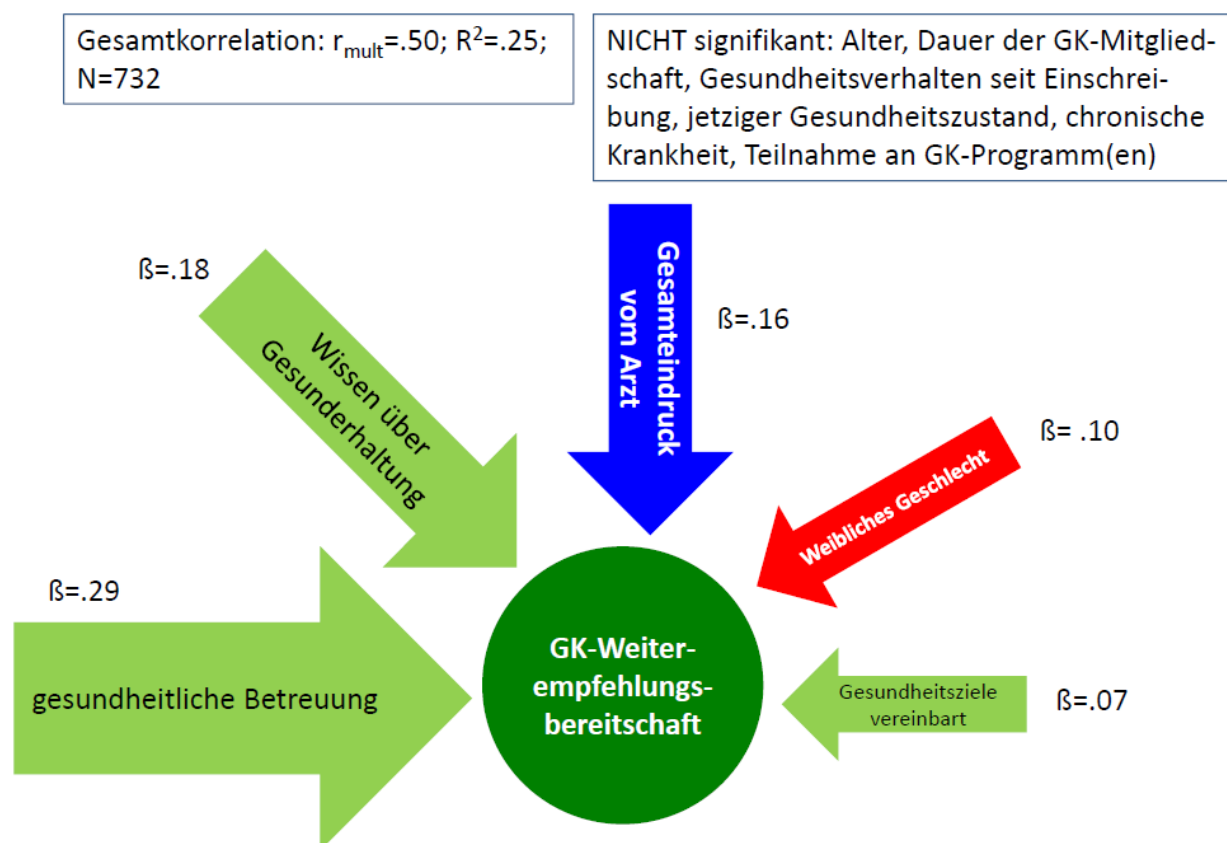 Gesamtkorrelation: rmult=.50; R²=.25;
N=732
NICHT signifikant: Alter, Dauer der GK-Mitglied-
schaft, Gesundheitsverhalten seit Einschrei-
bung, jetziger Gesundheitszustand, chronische
Krankheit, Teilnahme an GK-Programm(en)
ß=.18
Wissen über
Gesunderhaltung
Gesamteindruck
vom Arzt
ß=.16
ß= .10
Weibliches Geschlecht
ß=.29
gesundheitliche Betreuung
GK-Weiter-
empfehlungs-
bereitschaft
Gesundheitsziele
vereinbart
ß=.07